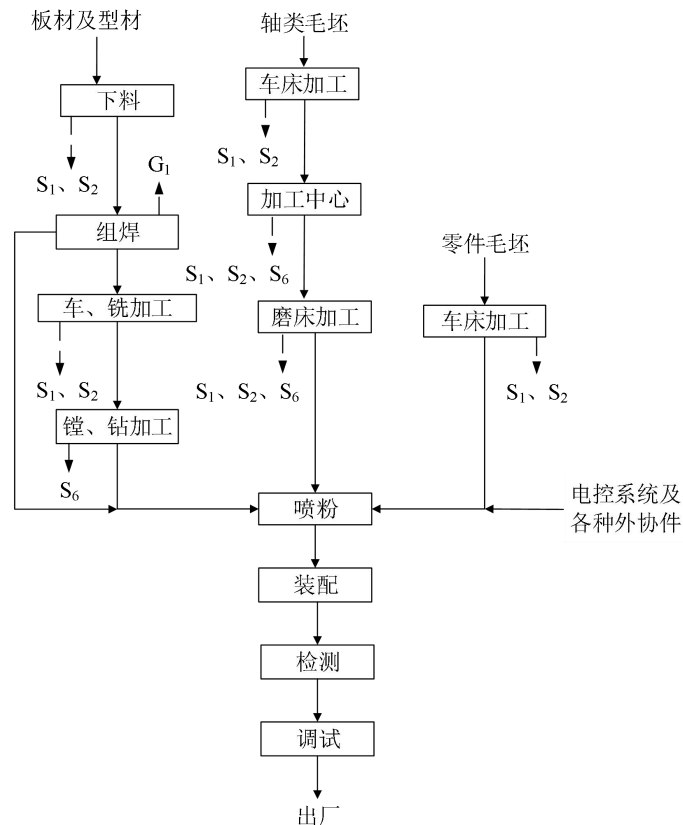 板材及型材
下料
S₁、S₂
G₁
组焊
车、铣加工
S₁、S₂
镗、钻加工
S₆
轴类毛坯
车床加工
S₁、S₂
加工中心
S₁、S₂、S₆
磨床加工
S₁、S₂、S₆
零件毛坯
车床加工
S₁、S₂
电控系统及
各种外协件
喷粉
装配
检测
调试
出厂